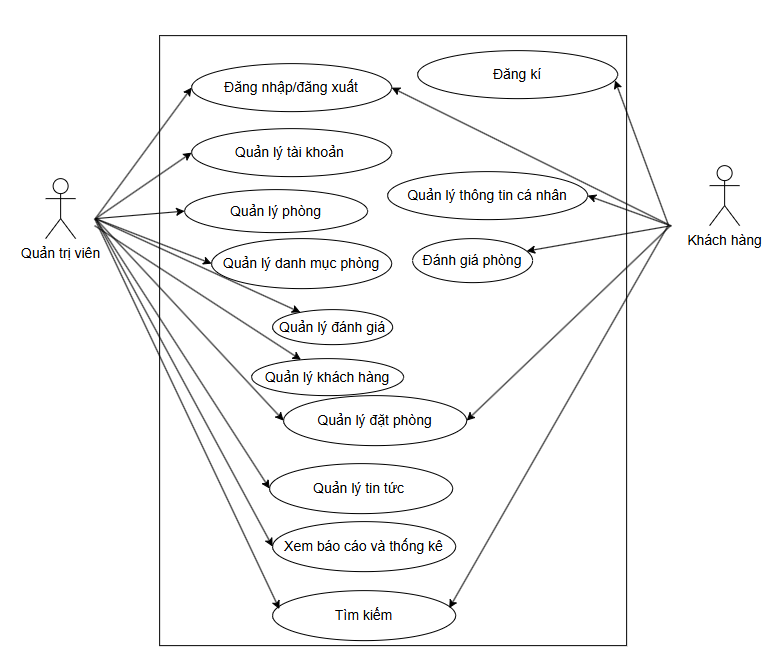 Đăng nhập/đăng xuất
Đăng kí
Quản lý tài khoản
Quản lý thông tin cá nhân
Quản lý phòng
Quản trị viên
Khách hàng
Quản lý danh mục phòng
Đánh giá phòng
Quản lý đánh giá
Quản lý khách hàng
Quản lý đặt phòng
Quản lý tin tức
Xem báo cáo và thống kê
Tìm kiếm